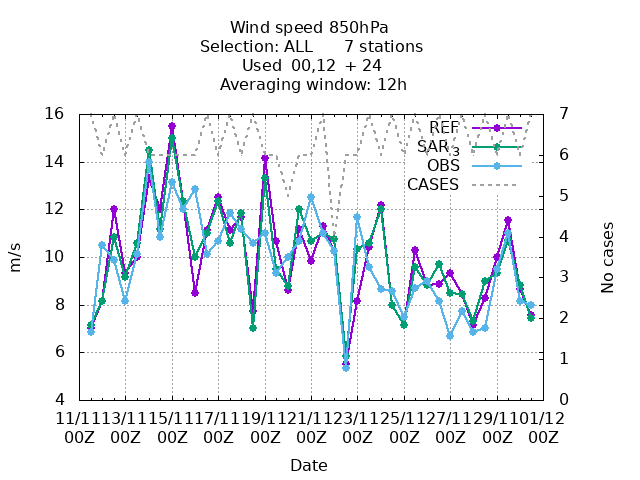 Wind speed 850hPa
Selection: ALL 7 stations
Used 00,12 + 24
Averaging window: 12h
16 7
REF
SAR 3
14 6
OBS
CASES
5
12
4
m/s
10
No cases
3
8
2
6
1
4 0
11/11 13/11 15/11 17/11 19/11 21/11 23/11 25/11 27/11 29/11 01/12
00Z 00Z 00Z 00Z 00Z 00Z 00Z 00Z 00Z 00Z 00Z
Date